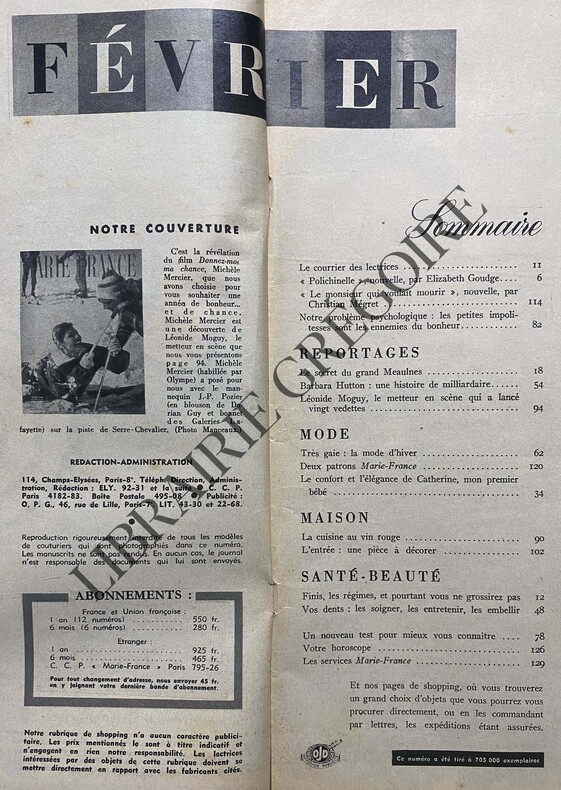 FÉVRIER
NOTRE COUVERTURE
MARIE FRANCE
C'est la révélation
du film Donnez-moi
ma chance, Michèle
Mercier, que nous
avons choisie pour
vous souhaiter une
année de bonheur...
et de chance.
Michèle Mercier est
une découverte de
Léonide Moguy, le
metteur en scène que
nous vous présentons
page 94. Michèle
Mercier (habillée par
Olympe) a posé pour
nous avec le man-
nequin J.-P. Pozier
(en blouson de Do-
rian Guy et bonnet
des Galeries La-
fayette) sur la piste de Serre-Chevalier. (Photo Manceaux.)
REDACTION-ADMINISTRATION
114, Champs-Elysées, Paris-8e. Téléph. Direction, Adminis-
tration, Rédaction : ELY. 92-31 et la suite. C. C. P.
Paris 4182-83. Boîte Postale 495-08 Publicité :
O. P. G., 46, rue de Lille, Paris LIT. 43-30 et 22-68.
Reproduction rigoureusement de tous les modèles
de couturiers qui sont photographiés dans ce numéro.
Les manuscrits ne sont pas rendus. En aucun cas, le journal
n'est responsable des documents qui lui sont envoyés.
ABONNEMENTS :
France et Union française :
1 an (12 numéros) 550 fr.
6 mois (6 numéros) 280 fr.
Etranger :
1 an 925 fr.
6 mois 465 fr.
C. C. P. « Marie-France » Paris 795-26
Pour tout changement d'adresse, nous envoyer 45 fr.
en y joignant votre dernière bande d'abonnement.
Notre rubrique de shopping n'a aucun caractère publici-
taire. Les prix mentionnés le sont à titre indicatif et
n'engagent en rien notre responsabilité. Les lectrices
intéressées par des objets de cette rubrique doivent se
mettre directement en rapport avec les fabricants cités.
Sommaire
Le courrier des lectrices 11
« Polichinelle », nouvelle, par Elizabeth Goudge 6
« Le monsieur qui voulait mourir », nouvelle, par
Christian Mégret 114
Notre problème psychologique : les petites impoli-
tesses sont les ennemies du bonheur 82
REPORTAGES
Le secret du grand Meaulnes 18
Barbara Hutton : une histoire de milliardaire 54
Léonide Moguy, le metteur en scène qui a lancé
vingt vedettes 94
MODE
Très gaie : la mode d'hiver 62
Deux patrons Marie-France 120
Le confort et l'élégance de Catherine, mon premier
bébé 34
MAISON
La cuisine au vin rouge 90
L'entrée : une pièce à décorer 102
SANTÉ-BEAUTÉ
Finis, les régimes, et pourtant vous ne grossirez pas 12
Vos dents : les soigner, les entretenir, les embellir 48
Un nouveau test pour mieux vous connaître 78
Votre horoscope 126
Les services Marie-France 129
Et nos pages de shopping, où vous trouverez
un grand choix d'objets que vous pourrez vous
procurer directement, ou en les commandant
par lettres, les expéditions étant assurées.
OJD
Ce numéro a été tiré à 705 000 exemplaires
LIBRAIRIE GREGOIRE